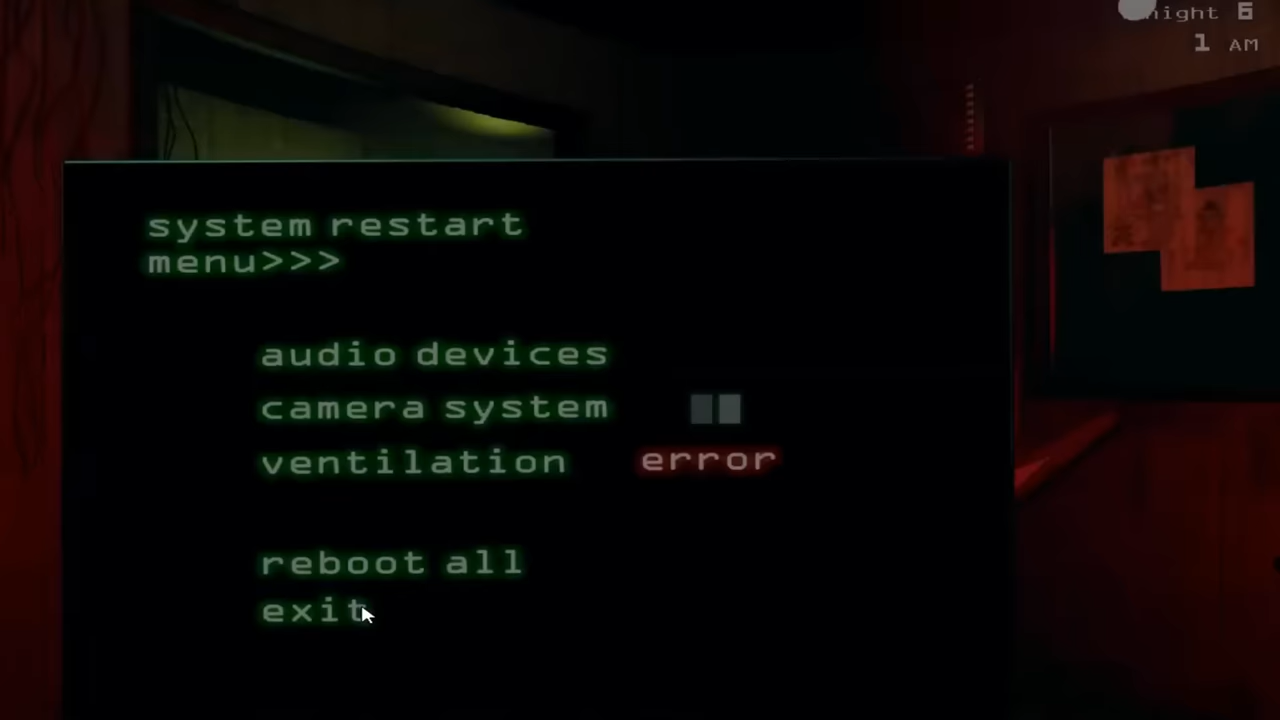 night 6
1 AM
system restart
menu>>>
audio devices
camera system
ventilation error
reboot all
exit